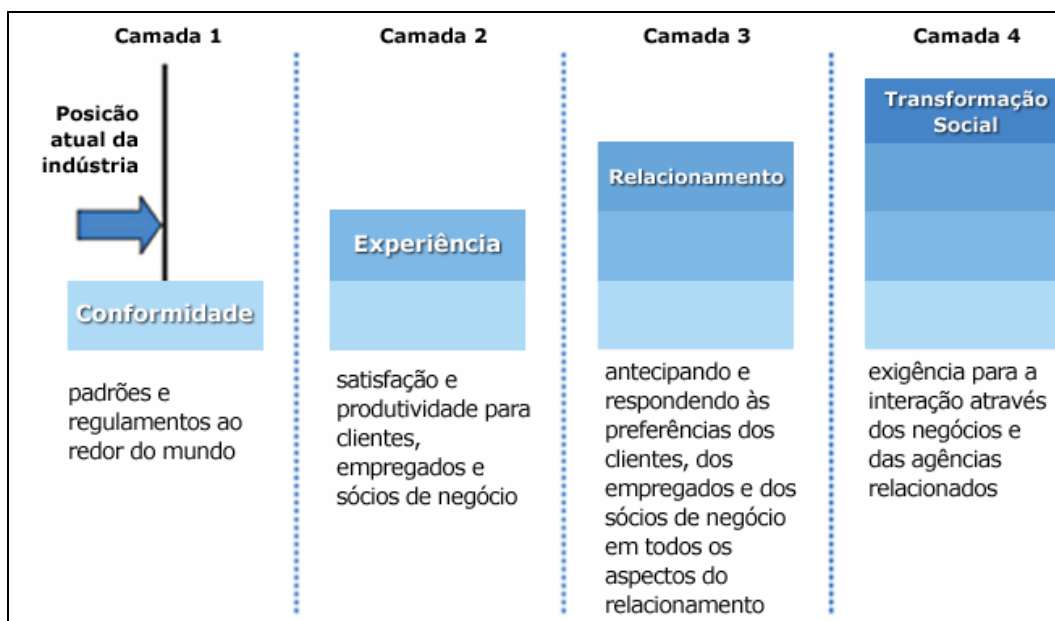 Camada 1
Posicão
atual da
indústria
Conformidade
padrões e
regulamentos ao
redor do mundo
Camada 2
Experiência
satisfação e
produtividade para
clientes,
empregados e
sócios de negócio
Camada 3
Relacionamento
antecipando e
respondendo às
preferências dos
clientes, dos
empregados e dos
sócios de negócio
em todos os
aspectos do
relacionamento
Camada 4
Transformação
Social
exigência para a
interação através
dos negócios e
das agências
relacionados